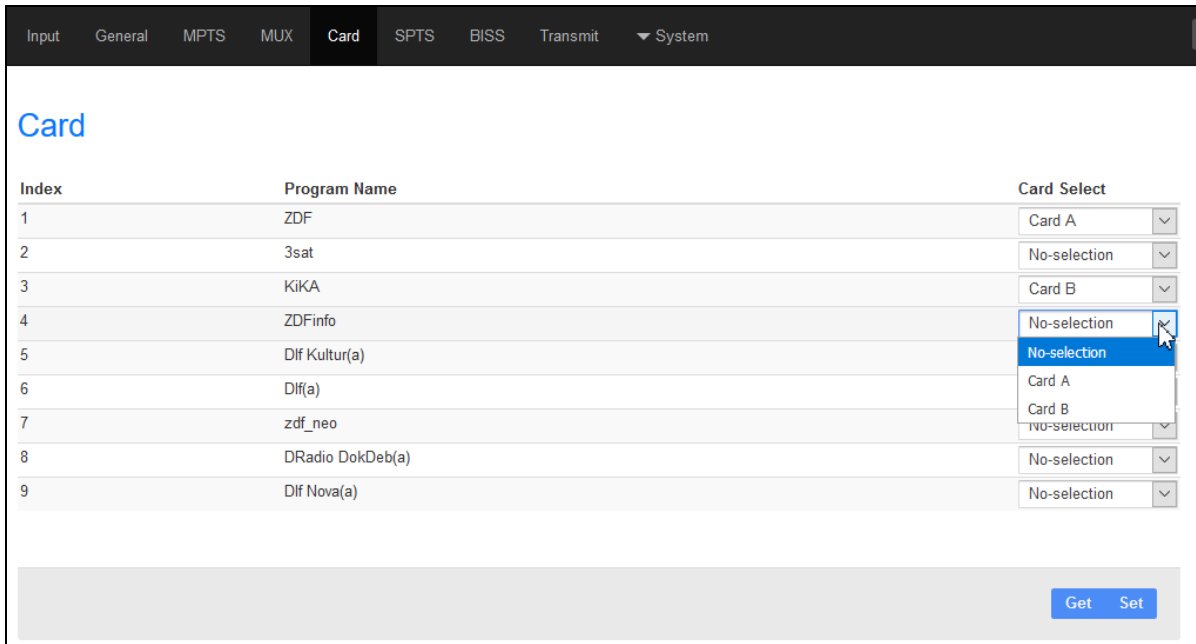 Input General MPTS MUX Card SPTS BISS Transmit System
Card
Index Program Name Card Select
1 ZDF Card A
2 3sat No-selection
3 KiKA Card B
4 ZDFinfo No-selection
No-selection
5 Dlf Kultur(a)
Card A
6 Dlf(a)
Card B
7 zdf_neo No-selection
8 DRadio DokDeb(a) No-selection
9 Dlf Nova(a) No-selection
Get Set